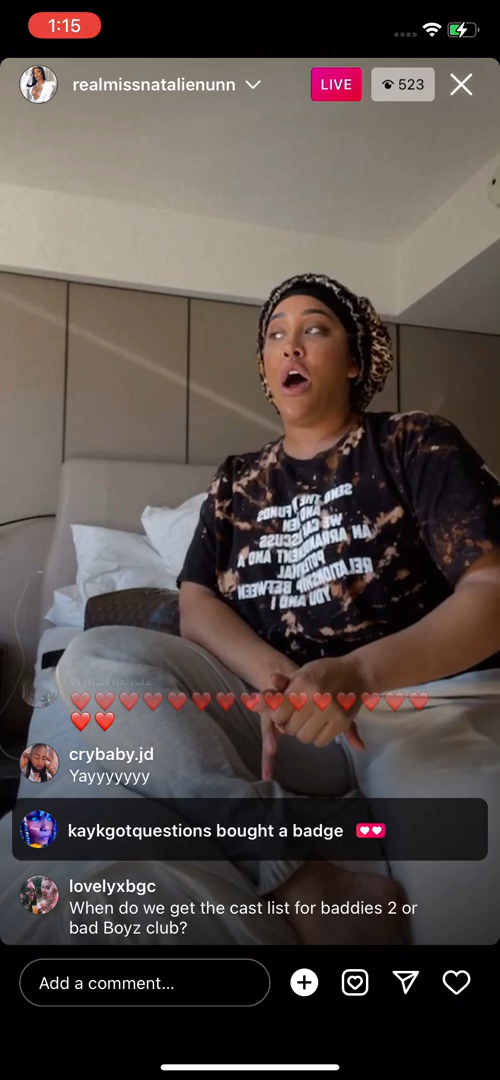 1:15
realmissnatalienunn
LIVE
523
SEND THE FUNDS
AND
THEN
WE CAN
DISCUSS
AN
ARRANGEMENT AND A
POTENTIAL
RELATIONSHIP BETWEEN
YOU AND I
❤️❤️❤️❤️❤️❤️❤️❤️❤️❤️❤️❤️❤️❤️❤️
❤️❤️
crybaby.jd
Yayyyyyyy
kaykgotquestions bought a badge
lovelyxbgc
When do we get the cast list for baddies 2 or
bad Boyz club?
Add a comment...